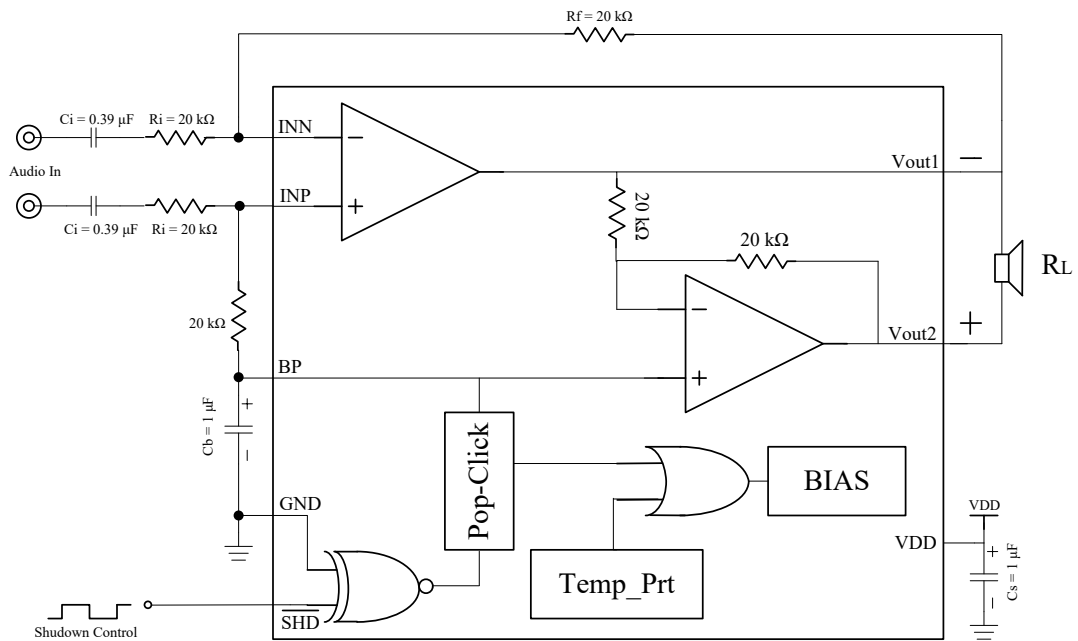 Rf = 20 kΩ
Ci = 0.39 μF
Ri = 20 kΩ
INN
−
Audio In
Vout1
−
INP
+
Ci = 0.39 μF
Ri = 20 kΩ
20 kΩ
20 kΩ
RL
20 kΩ
−
Vout2
+
BP
+
+
Cb = 1 μF
−
Pop-Click
BIAS
GND
VDD
VDD
+
Cs = 1 μF
−
Temp_Prt
SHD
Shudown Control